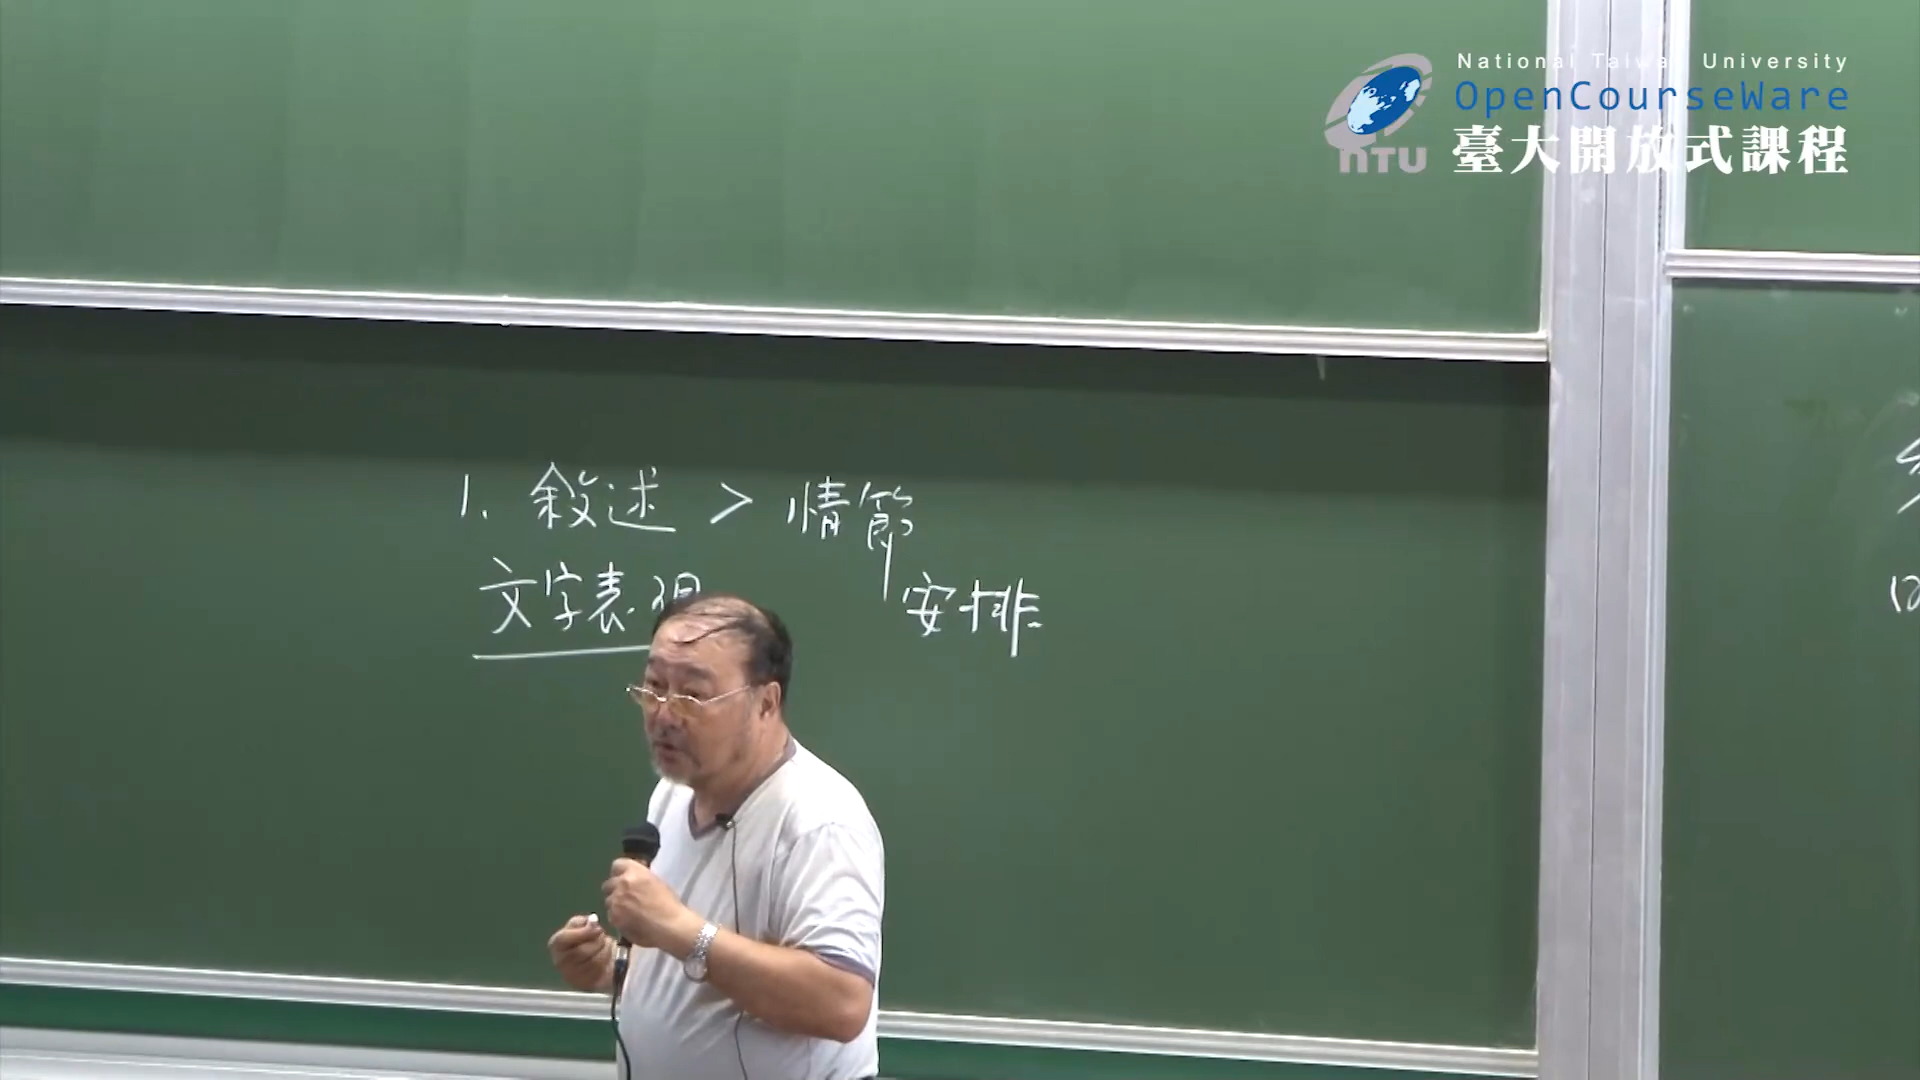 National Taiwan University
OpenCourseWare
臺大開放式課程
NTU
1. 敘述 > 情節
文字表現
安排